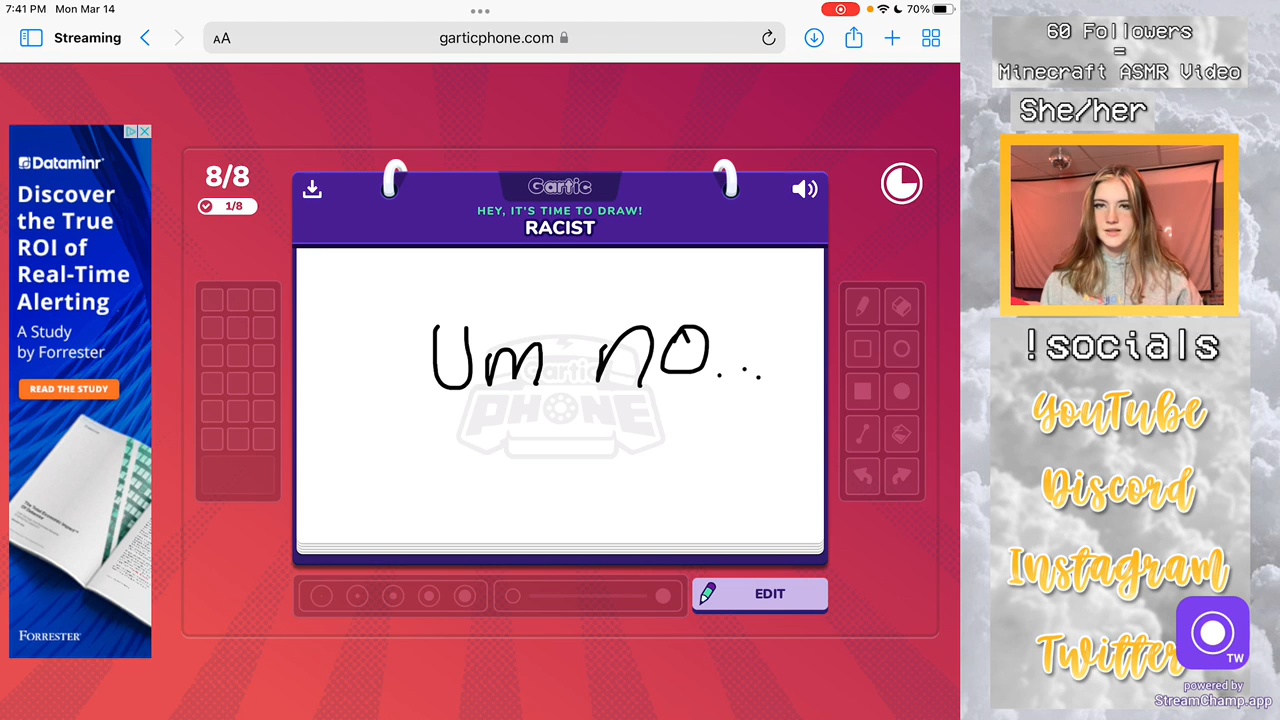 7:41 PM Mon Mar 14
70%
Streaming
AA
garticphone.com
60 Followers
=
Minecraft ASMR Video
She/her
Dataminr
Discover
the True
ROI of
Real-Time
Alerting
A Study
by Forrester
READ THE STUDY
FORRESTER
8/8
1/8
Gartic
HEY, IT'S TIME TO DRAW!
RACIST
Um no...
Gartic
PHONE
EDIT
!socials
YouTube
Discord
Instagram
Twitter
TW
powered by
StreamChamp.app